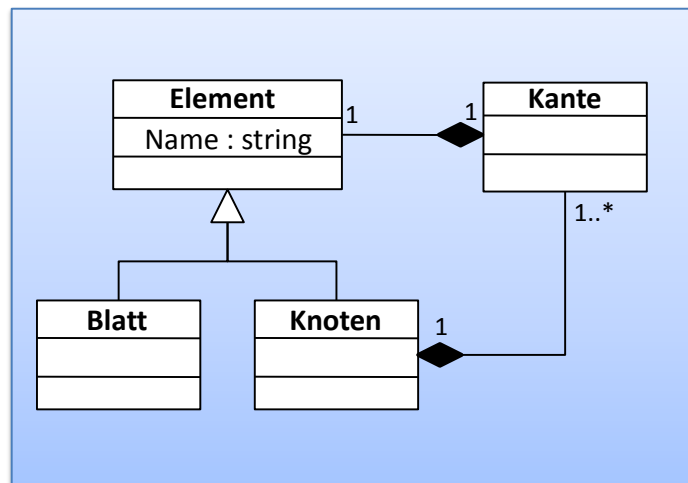 Element
Name : string
1
1
Kante
1..*
Blatt
Knoten
1